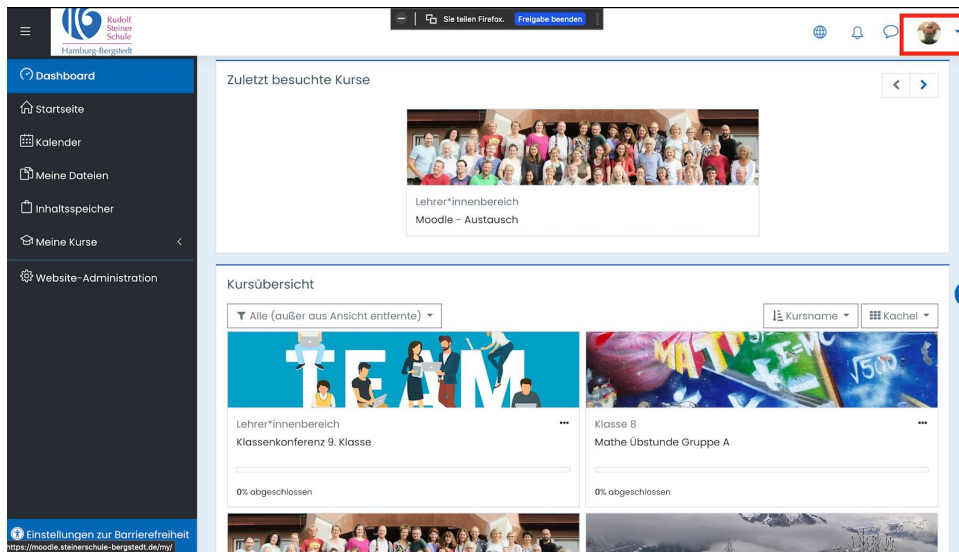 Rudolf
Steiner
Schule
Hamburg-Bergstedt
Sie teilen Firefox. Freigabe beenden
Dashboard
Startseite
Kalender
Meine Dateien
Inhaltsspeicher
Meine Kurse
Website-Administration
Einstellungen zur Barrierefreiheit
https://moodle.steinerschule-bergstedt.de/my/
Zuletzt besuchte Kurse
Lehrer*innenbereich
Moodle - Austausch
Kursübersicht
Alle (außer aus Ansicht entfernte)
Kursname
Kachel
TEAM
Lehrer*innenbereich
Klassenkonferenz 9. Klasse
0% abgeschlossen
MATH
√500
Klasse 8
Mathe Übstunde Gruppe A
0% abgeschlossen